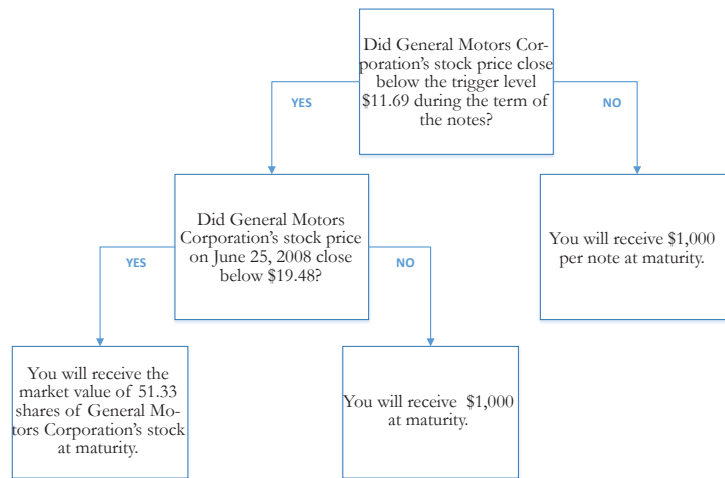 Did General Motors Cor-
poration’s stock price close
below the trigger level
$11.69 during the term of
the notes?
YES
NO
Did General Motors
Corporation’s stock price
on June 25, 2008 close
below $19.48?
You will receive $1,000
per note at maturity.
YES
NO
You will receive the
market value of 51.33
shares of General Mo-
tors Corporation’s stock
at maturity.
You will receive $1,000
at maturity.